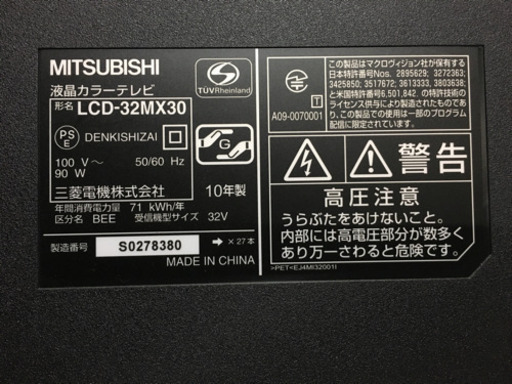 MITSUBISHI
液晶カラーテレビ
形名 LCD-32MX30
PS E
DENKISHIZAI
100 V～ 50/60 Hz
90 W
三菱電機株式会社
年間消費電力量 71 kWh/年
区分名 BEE 受信機型サイズ 32V
製造番号 S0278380
→×27本
MADE IN CHINA
TÜVRheinland
G
10年製
T
A09-0070001
この製品はマクロヴィジョン社が保有する
日本特許番号Nos. 2895629; 3272363;
3425850; 3517672; 3613333; 3803638;
と米国特許番号 6,501,842. の特許技術の
ライセンス供与により製造されたものであ
り、この製品での使用は一部のプログラム
配信に限定されています。
警告
高圧注意
うらぶたをあけないこと。
内部には高電圧部分が数多く
あり万一さわると危険です。
>PET<EJ4MI32001I